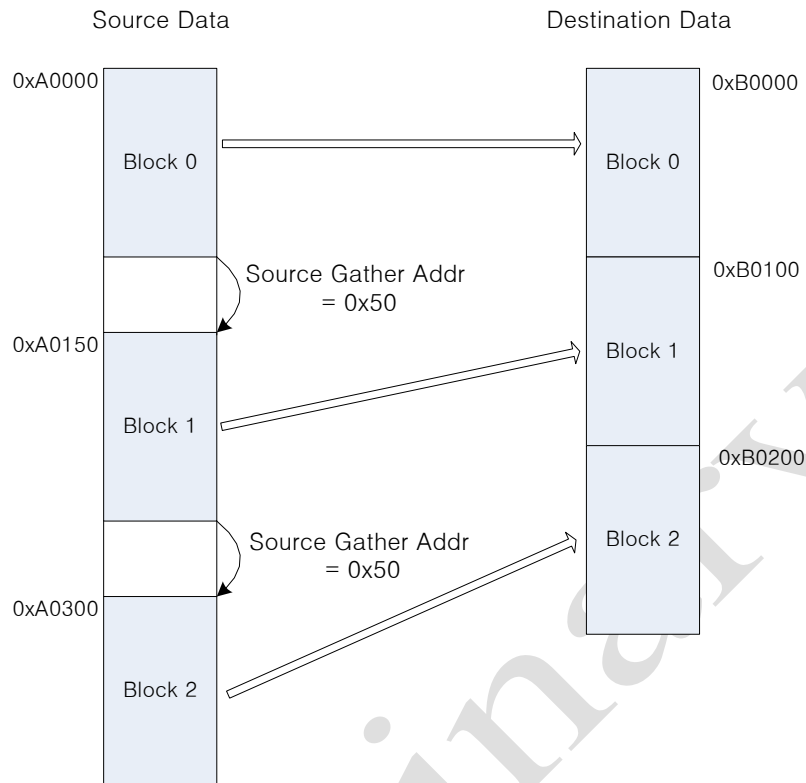 Source Data
Destination Data
0xA0000
0xB0000
Block 0
Block 0
Source Gather Addr
= 0x50
0xB0100
0xA0150
Block 1
Block 1
0xB0200
Source Gather Addr
= 0x50
Block 2
0xA0300
Block 2